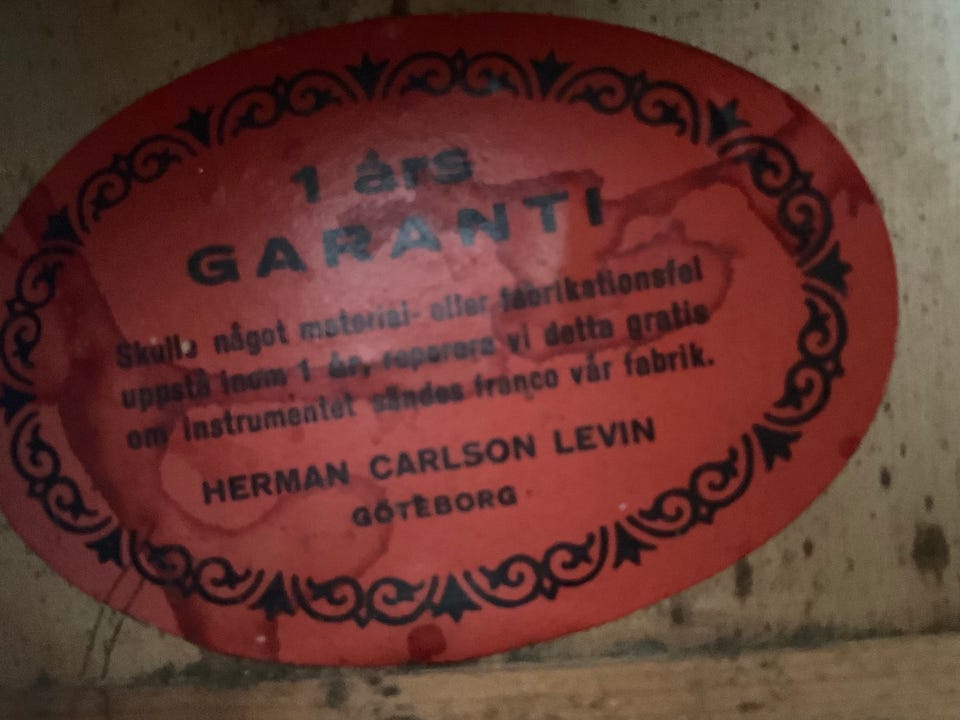 1 års
GARANTI
Skulle något material- eller fabrikationsfel
uppstå inom 1 år, reparera vi detta gratis
om instrumentet sändes franco vår fabrik.
HERMAN CARLSON LEVIN
GÖTEBORG